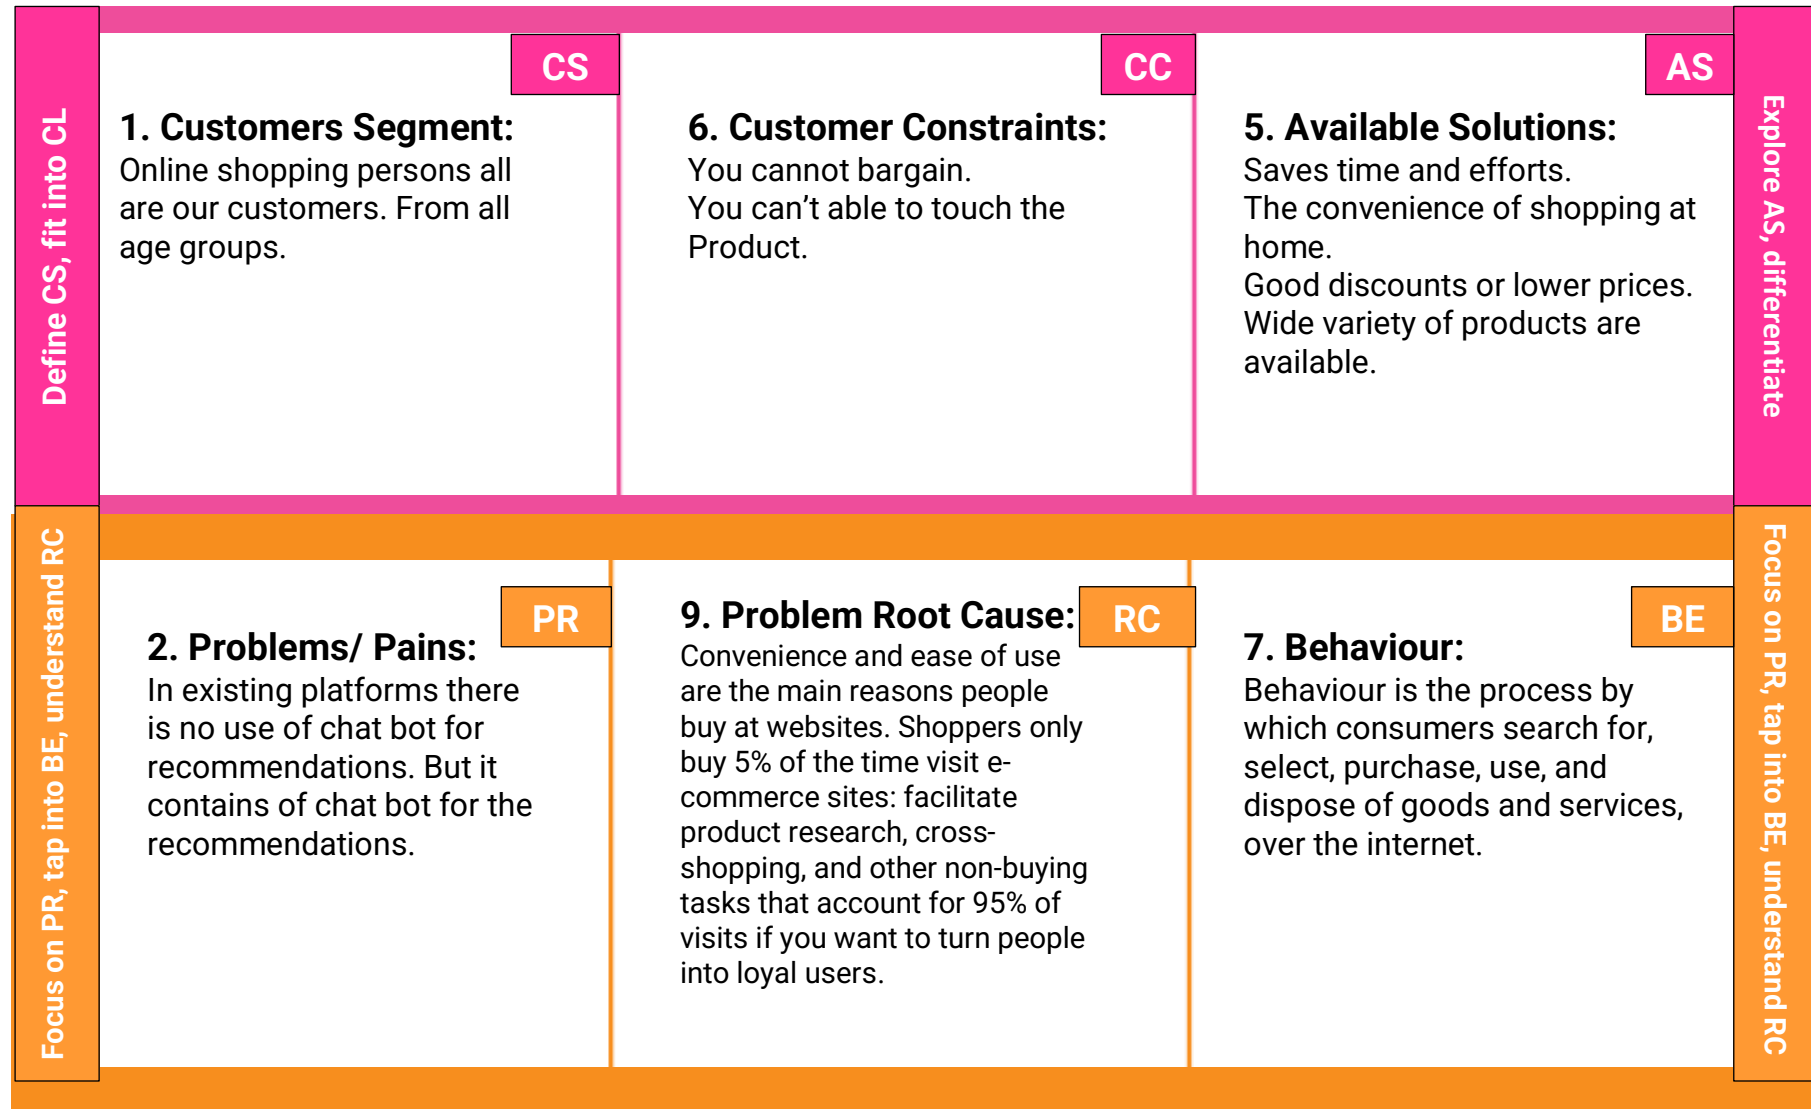 Define CS, fit into CL
CS
1. Customers Segment:
Online shopping persons all
are our customers. From all
age groups.
CC
6. Customer Constraints:
You cannot bargain.
You can’t able to touch the
Product.
AS
5. Available Solutions:
Saves time and efforts.
The convenience of shopping at
home.
Good discounts or lower prices.
Wide variety of products are
available.
Explore AS, differentiate
Focus on PR, tap into BE, understand RC
PR
2. Problems/ Pains:
In existing platforms there
is no use of chat bot for
recommendations. But it
contains of chat bot for the
recommendations.
9. Problem Root Cause:
RC
Convenience and ease of use
are the main reasons people
buy at websites. Shoppers only
buy 5% of the time visit e-
commerce sites: facilitate
product research, cross-
shopping, and other non-buying
tasks that account for 95% of
visits if you want to turn people
into loyal users.
BE
7. Behaviour:
Behaviour is the process by
which consumers search for,
select, purchase, use, and
dispose of goods and services,
over the internet.
Focus on PR, tap into BE, understand RC